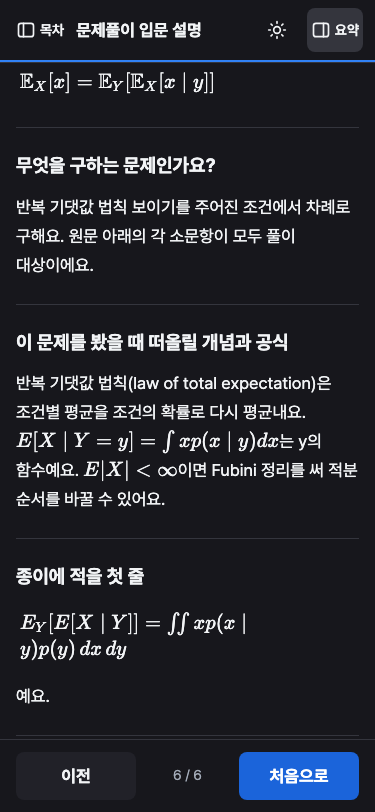 목차 문제풀이 입문 설명 요약
𝔼_X[x] = 𝔼_Y[𝔼_X[x | y]]
무엇을 구하는 문제인가요?
반복 기댓값 법칙 보이기를 주어진 조건에서 차례로
구해요. 원문 아래의 각 소문항이 모두 풀이
대상이에요.
이 문제를 봤을 때 떠올릴 개념과 공식
반복 기댓값 법칙(law of total expectation)은
조건별 평균을 조건의 확률로 다시 평균내요.
E[X | Y = y] = ∫ xp(x | y)dx는 y의
함수예요. E|X| < ∞이면 Fubini 정리를 써 적분
순서를 바꿀 수 있어요.
종이에 적을 첫 줄
E_Y[E[X | Y]] = ∬ xp(x |
y)p(y) dx dy
예요.
이전 6 / 6 처음으로